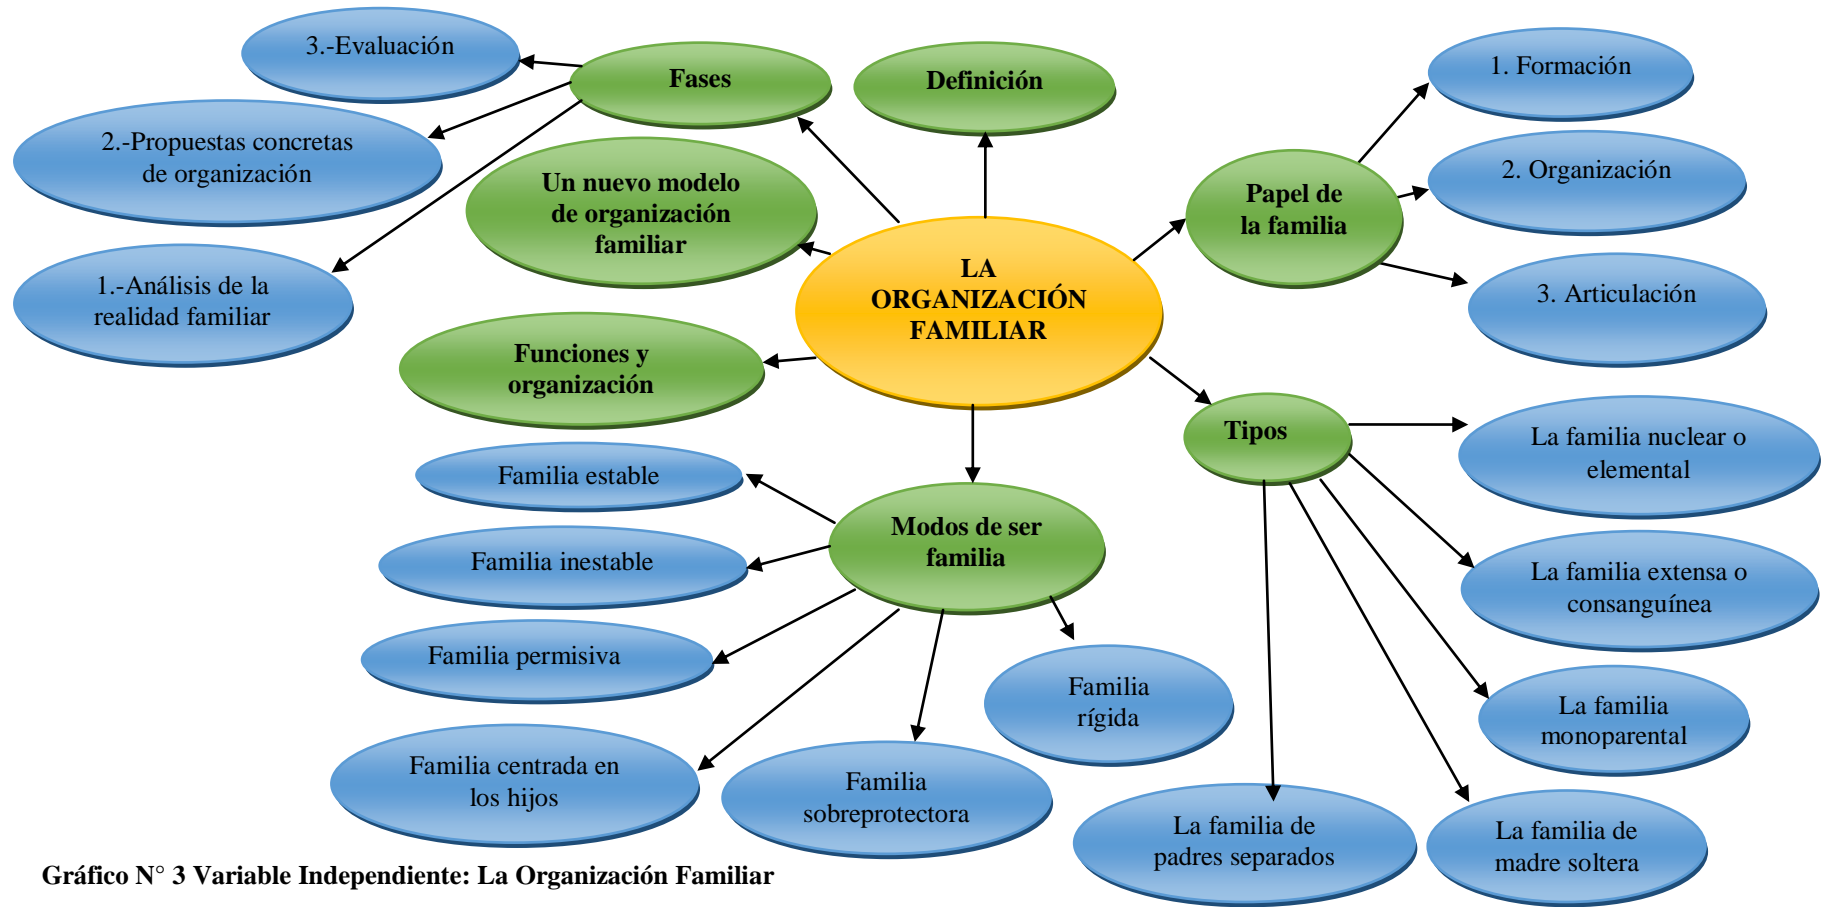 3.-Evaluación
Fases
Definición
1. Formación
2.-Propuestas concretas
de organización
Un nuevo modelo
de organización
familiar
Papel de
la familia
2. Organización
1.-Análisis de la
realidad familiar
LA
ORGANIZACIÓN
FAMILIAR
3. Articulación
Funciones y
organización
Tipos
La familia nuclear o
elemental
Familia estable
Modos de ser
familia
Familia inestable
La familia extensa o
consanguínea
Familia permisiva
Familia
rígida
La familia
monoparental
Familia centrada en
los hijos
Familia
sobreprotectora
La familia de
padres separados
La familia de
madre soltera
Gráfico N° 3 Variable Independiente: La Organización Familiar